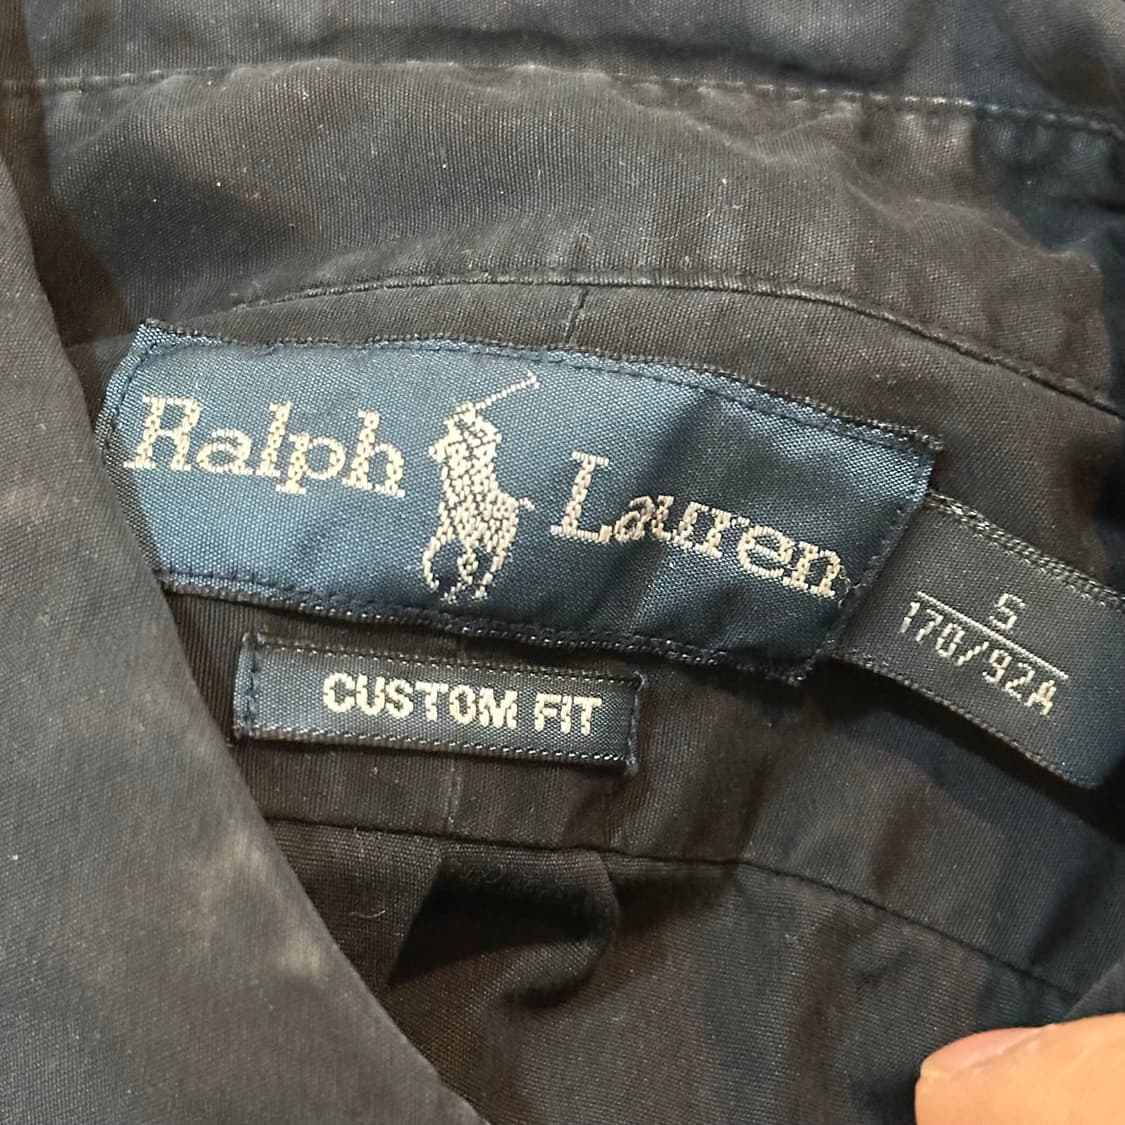 Ralph Lauren
S
170/92A
CUSTOM FIT